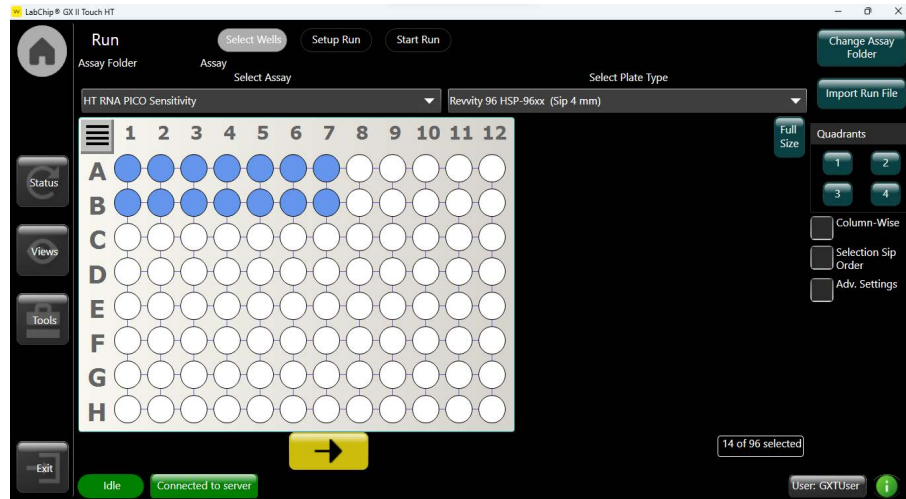 LabChip® GX II Touch HT
Run
Select Wells
Setup Run
Start Run
Change Assay
Folder
Assay Folder
Assay
Select Assay
Select Plate Type
HT RNA PICO Sensitivity
Revvity 96 HSP-96xx (Sip 4 mm)
Import Run File
1 2 3 4 5 6 7 8 9 10 11 12
Full
Size
Quadrants
1
2
3
4
A
B
C
D
E
F
G
H
Status
Views
Tools
Exit
Column-Wise
Selection Sip
Order
Adv. Settings
14 of 96 selected
Idle
Connected to server
User: GXTUser
i